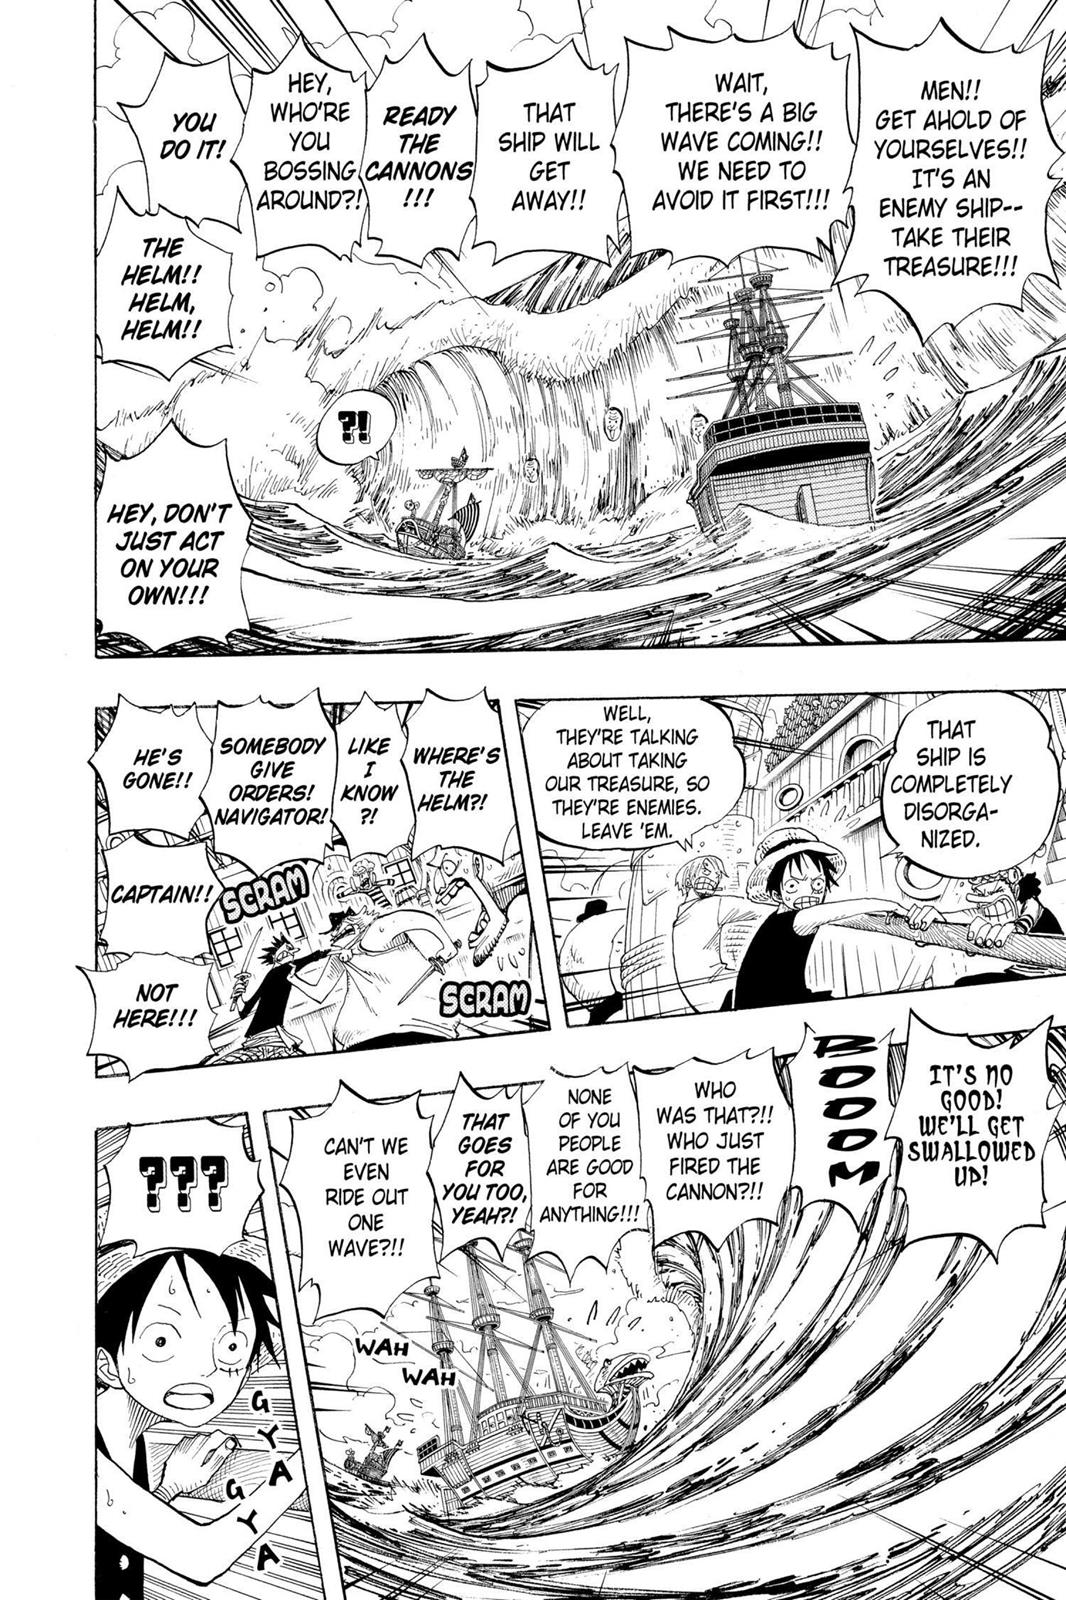 MEN!!
GET AHOLD OF
YOURSELVES!!
IT'S AN
ENEMY SHIP--
TAKE THEIR
TREASURE!!!
WAIT,
THERE'S A BIG
WAVE COMING!!
WE NEED TO
AVOID IT FIRST!!!
THAT
SHIP WILL
GET
AWAY!!
READY
THE
CANNONS
!!!
HEY,
WHO'RE
YOU
BOSSING
AROUND?!
YOU
DO IT!
THE
HELM!!
HELM,
HELM!!
?!
HEY, DON'T
JUST ACT
ON YOUR
OWN!!!
THAT
SHIP IS
COMPLETELY
DISORGA-
NIZED.
WELL,
THEY'RE TALKING
ABOUT TAKING
OUR TREASURE, SO
THEY'RE ENEMIES.
LEAVE 'EM.
WHERE'S
THE
HELM?!
LIKE
I
KNOW
?!
SOMEBODY
GIVE
ORDERS!
NAVIGATOR!
HE'S
GONE!!
CAPTAIN!!
NOT
HERE!!!
SCRAM
SCRAM
IT'S NO
GOOD!
WE'LL GET
SWALLOWED
UP!
BOOOM
WHO
WAS THAT?!!
WHO JUST
FIRED THE
CANNON?!!
NONE
OF YOU
PEOPLE
ARE GOOD
FOR
ANYTHING!!!
THAT
GOES
FOR
YOU TOO,
YEAH?!
CAN'T WE
EVEN
RIDE OUT
ONE
WAVE?!!
WAH
WAH
???
GYA
GYA